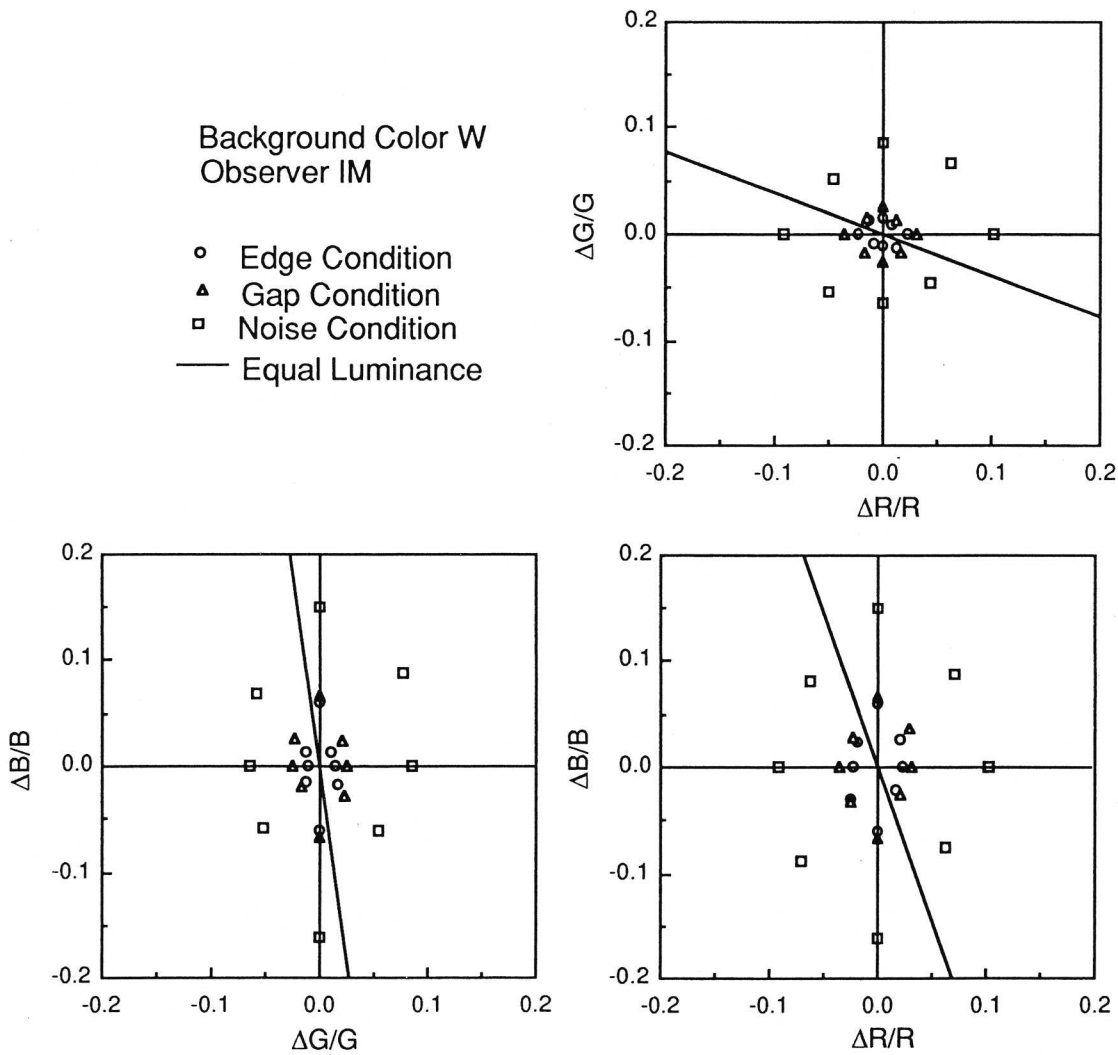 Background Color W
Observer IM
Edge Condition
Gap Condition
Noise Condition
Equal Luminance
0.2
0.1
0.0
-0.1
-0.2
ΔG/G
-0.2 -0.1 0.0 0.1 0.2
ΔR/R
0.2
0.1
0.0
-0.1
-0.2
ΔB/B
-0.2 -0.1 0.0 0.1 0.2
ΔG/G
0.2
0.1
0.0
-0.1
-0.2
ΔB/B
-0.2 -0.1 0.0 0.1 0.2
ΔR/R